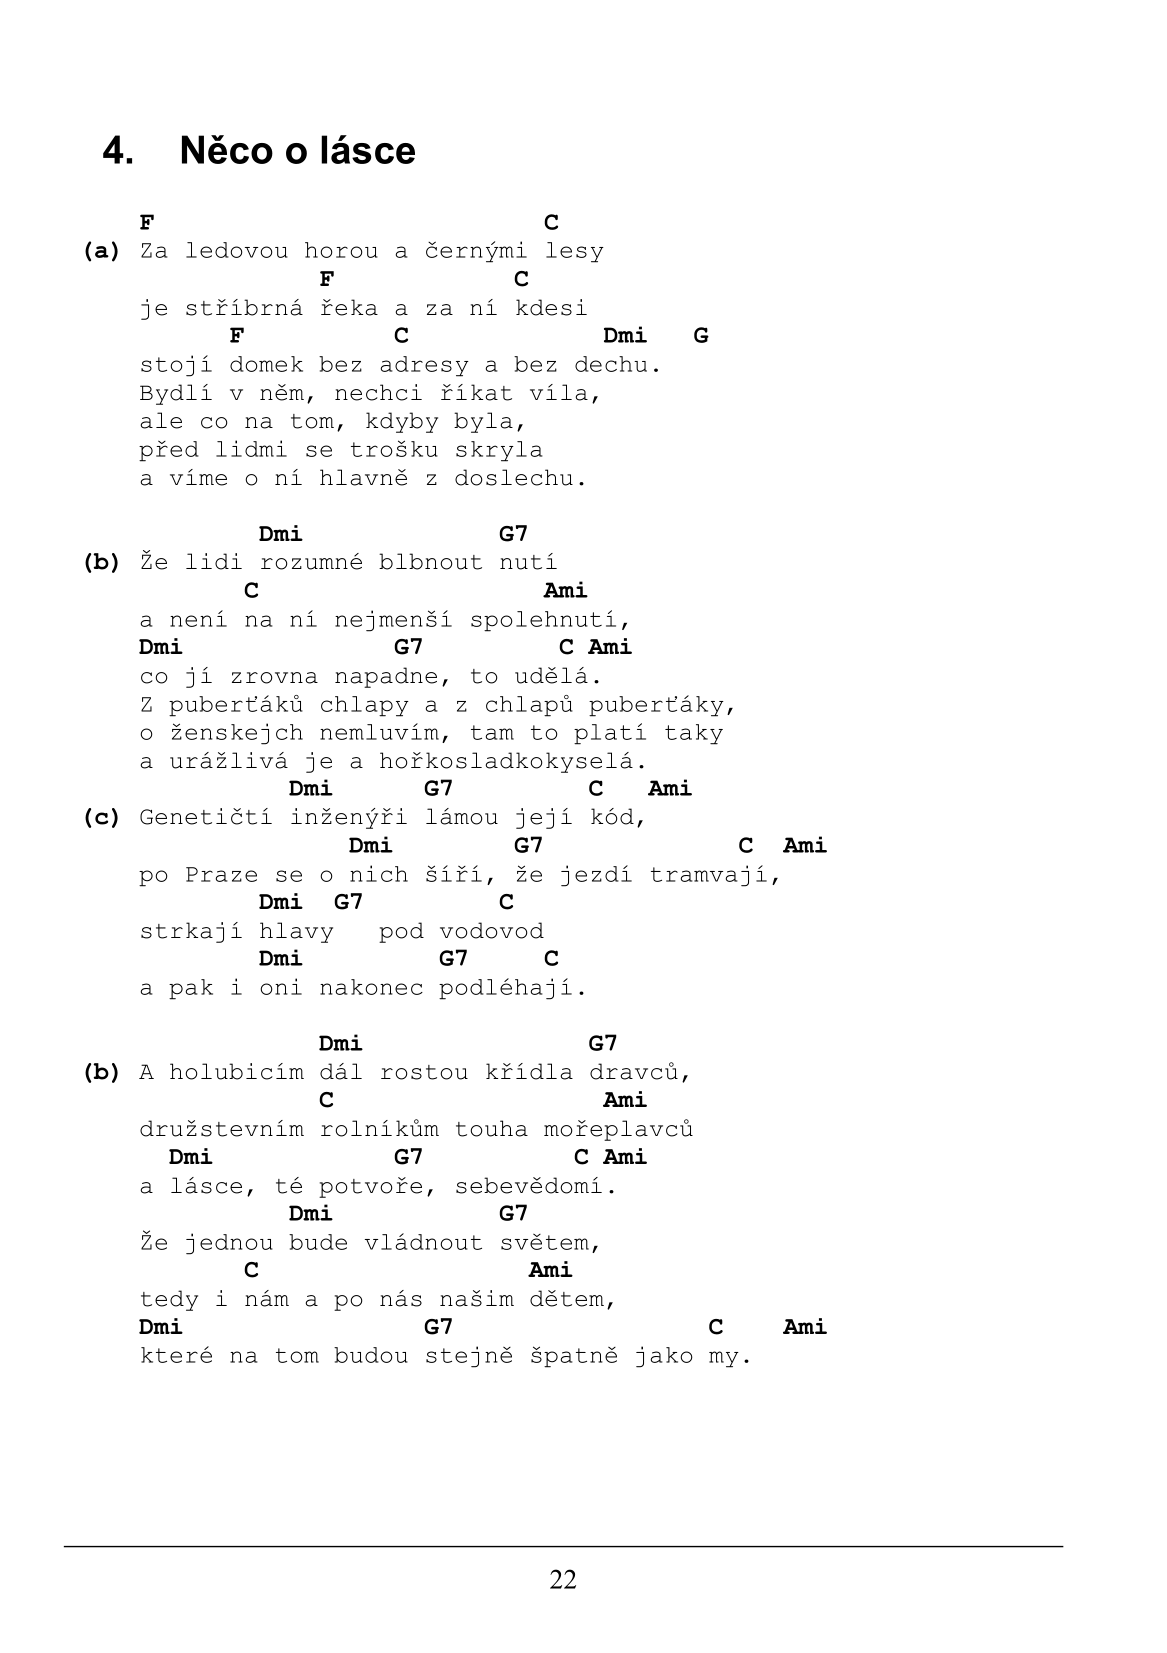 4. Něco o lásce
F C
(a) Za ledovou horou a černými lesy
F C
je stříbrná řeka a za ní kdesi
F C Dmi G
stojí domek bez adresy a bez dechu.
Bydlí v něm, nechci říkat víla,
ale co na tom, kdyby byla,
před lidmi se trošku skryla
a víme o ní hlavně z doslechu.
Dmi G7
(b) Že lidi rozumné blbnout nutí
C Ami
a není na ní nejmenší spolehnutí,
Dmi G7 C Ami
co jí zrovna napadne, to udělá.
Z puberťáků chlapy a z chlapů puberťáky,
o ženskejch nemluvím, tam to platí taky
a urážlivá je a hořkosladkokyselá.
Dmi G7 C Ami
(c) Genetičtí inženýři lámou její kód,
Dmi G7 C Ami
po Praze se o nich šíří, že jezdí tramvají,
Dmi G7 C
strkají hlavy pod vodovod
Dmi G7 C
a pak i oni nakonec podléhají.
Dmi G7
(b) A holubicím dál rostou křídla dravců,
C Ami
družstevním rolníkům touha mořeplavců
Dmi G7 C Ami
a lásce, té potvoře, sebevědomí.
Dmi G7
Že jednou bude vládnout světem,
C Ami
tedy i nám a po nás našim dětem,
Dmi G7 C Ami
které na tom budou stejně špatně jako my.
22